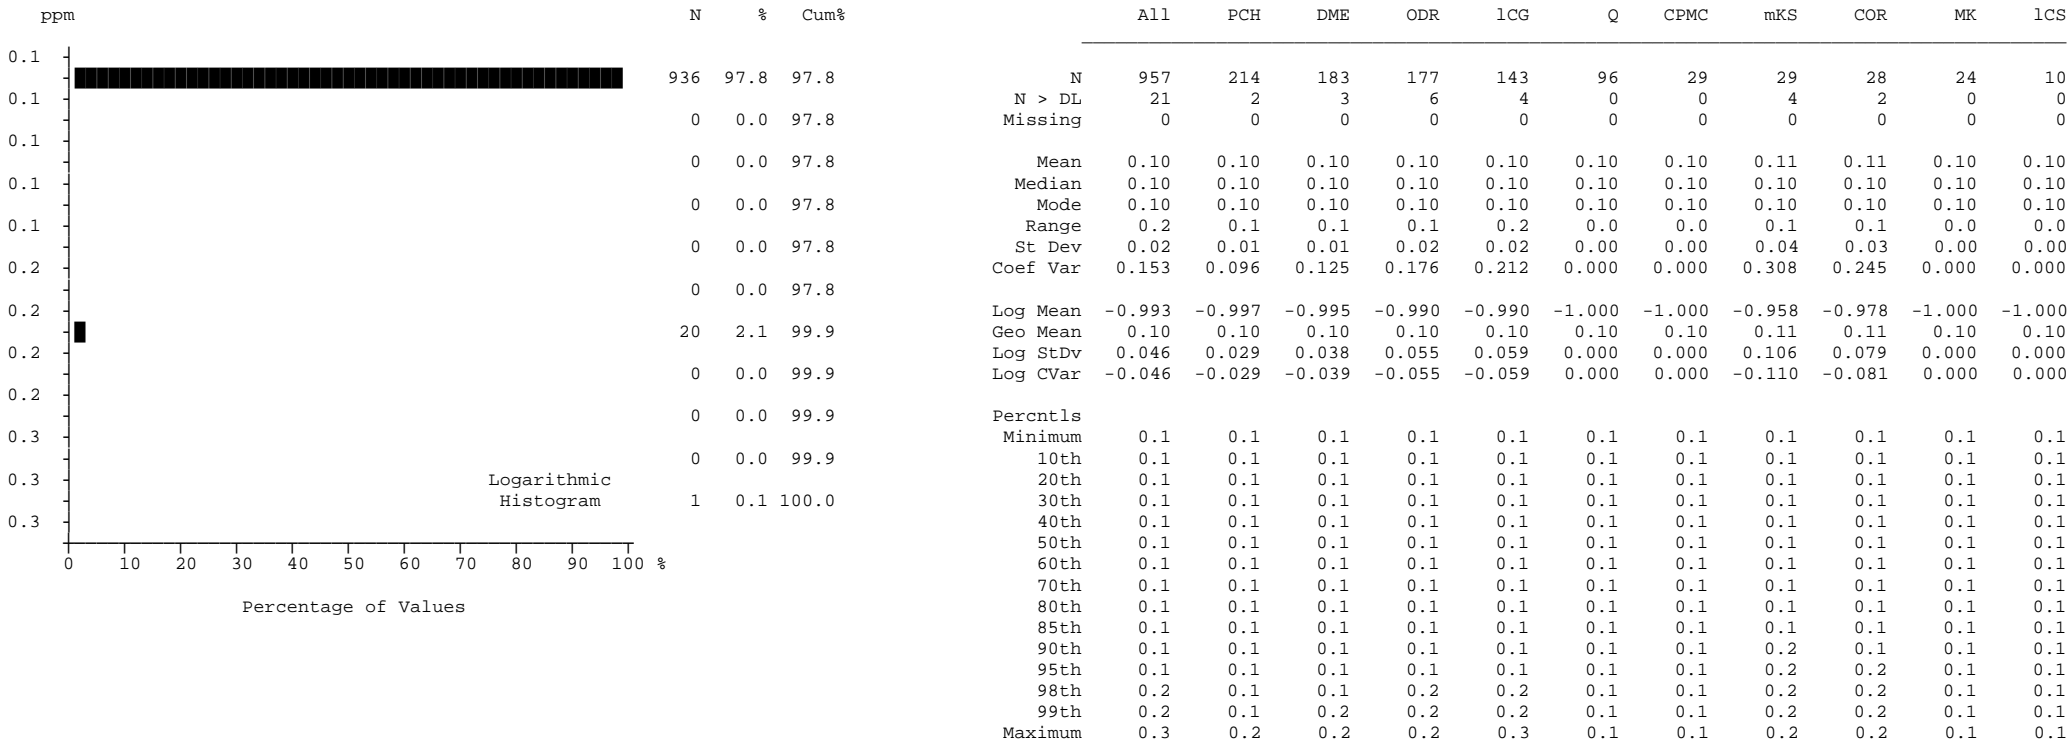 ppm N % Cum% All PCH DME ODR lCG Q CPMC mKS COR MK lCS
0.1
936 97.8 97.8 N 957 214 183 177 143 96 29 29 28 24 10
0.1 N > DL 21 2 3 6 4 0 0 4 2 0 0
0 0.0 97.8 Missing 0 0 0 0 0 0 0 0 0 0 0
0.1
0 0.0 97.8 Mean 0.10 0.10 0.10 0.10 0.10 0.10 0.10 0.11 0.11 0.10 0.10
0.1 Median 0.10 0.10 0.10 0.10 0.10 0.10 0.10 0.10 0.10 0.10 0.10
0 0.0 97.8 Mode 0.10 0.10 0.10 0.10 0.10 0.10 0.10 0.10 0.10 0.10 0.10
0.1 Range 0.2 0.1 0.1 0.1 0.2 0.0 0.0 0.1 0.1 0.0 0.0
0 0.0 97.8 St Dev 0.02 0.01 0.01 0.02 0.02 0.00 0.00 0.04 0.03 0.00 0.00
0.2 Coef Var 0.153 0.096 0.125 0.176 0.212 0.000 0.000 0.308 0.245 0.000 0.000
0 0.0 97.8
0.2 Log Mean -0.993 -0.997 -0.995 -0.990 -0.990 -1.000 -1.000 -0.958 -0.978 -1.000 -1.000
20 2.1 99.9 Geo Mean 0.10 0.10 0.10 0.10 0.10 0.10 0.10 0.11 0.11 0.10 0.10
0.2 Log StDv 0.046 0.029 0.038 0.055 0.059 0.000 0.000 0.106 0.079 0.000 0.000
0 0.0 99.9 Log CVar -0.046 -0.029 -0.039 -0.055 -0.059 0.000 0.000 -0.110 -0.081 0.000 0.000
0.2
0 0.0 99.9 Percntls
0.3 Minimum 0.1 0.1 0.1 0.1 0.1 0.1 0.1 0.1 0.1 0.1 0.1
0 0.0 99.9 10th 0.1 0.1 0.1 0.1 0.1 0.1 0.1 0.1 0.1 0.1 0.1
0.3 Logarithmic 20th 0.1 0.1 0.1 0.1 0.1 0.1 0.1 0.1 0.1 0.1 0.1
Histogram 1 0.1 100.0 30th 0.1 0.1 0.1 0.1 0.1 0.1 0.1 0.1 0.1 0.1 0.1
0.3 40th 0.1 0.1 0.1 0.1 0.1 0.1 0.1 0.1 0.1 0.1 0.1
50th 0.1 0.1 0.1 0.1 0.1 0.1 0.1 0.1 0.1 0.1 0.1
0 10 20 30 40 50 60 70 80 90 100 % 60th 0.1 0.1 0.1 0.1 0.1 0.1 0.1 0.1 0.1 0.1 0.1
70th 0.1 0.1 0.1 0.1 0.1 0.1 0.1 0.1 0.1 0.1 0.1
Percentage of Values 80th 0.1 0.1 0.1 0.1 0.1 0.1 0.1 0.1 0.1 0.1 0.1
85th 0.1 0.1 0.1 0.1 0.1 0.1 0.1 0.1 0.1 0.1 0.1
90th 0.1 0.1 0.1 0.1 0.1 0.1 0.1 0.2 0.1 0.1 0.1
95th 0.1 0.1 0.1 0.1 0.1 0.1 0.1 0.2 0.2 0.1 0.1
98th 0.2 0.1 0.1 0.2 0.2 0.1 0.1 0.2 0.2 0.1 0.1
99th 0.2 0.1 0.2 0.2 0.2 0.1 0.1 0.2 0.2 0.1 0.1
Maximum 0.3 0.2 0.2 0.2 0.3 0.1 0.1 0.2 0.2 0.1 0.1